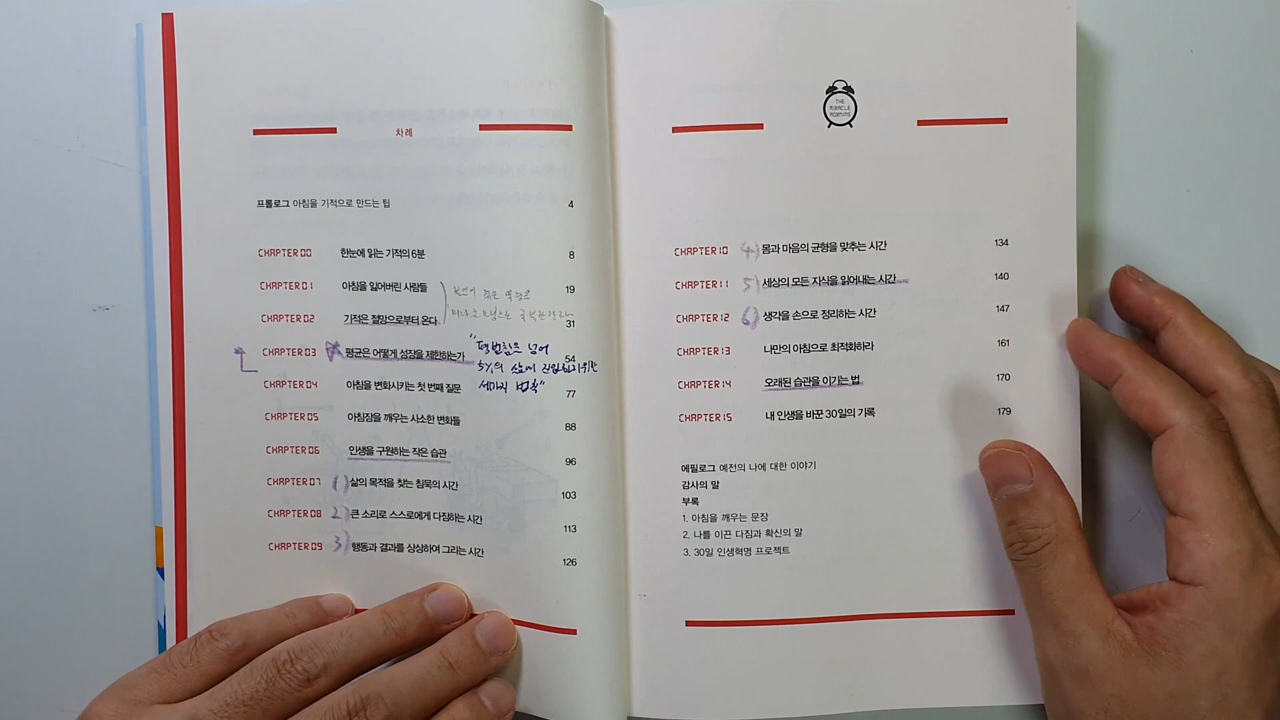 차례
프롤로그 아침을 기적으로 만드는 팁 4
CHAPTER 00 한눈에 읽는 기적의 6분 8
CHAPTER 01 아침을 잃어버린 사람들 19
CHAPTER 02 기적은 절망으로부터 온다 31
CHAPTER 03 평균은 어떻게 성장을 제한하는가 54
"평범함을 넘어
5%의 삶에
세가지 법칙"
CHAPTER 04 아침을 변화시키는 첫 번째 질문 77
CHAPTER 05 아침잠을 깨우는 사소한 변화들 88
CHAPTER 06 인생을 구원하는 작은 습관 96
CHAPTER 07 1) 삶의 목적을 찾는 침묵의 시간 103
CHAPTER 08 2) 큰 소리로 스스로에게 다짐하는 시간 113
CHAPTER 09 3) 행동과 결과를 상상하여 그리는 시간 126
THE
MIRACLE
MORNING
CHAPTER 10 4) 몸과 마음의 균형을 맞추는 시간 134
CHAPTER 11 5) 세상의 모든 지식을 읽어내는 시간 140
CHAPTER 12 6) 생각을 손으로 정리하는 시간 147
CHAPTER 13 나만의 아침으로 최적화하라 161
CHAPTER 14 오래된 습관을 이기는 법 170
CHAPTER 15 내 인생을 바꾼 30일의 기록 179
에필로그 예전의 나에 대한 이야기
감사의 말
부록
1. 아침을 깨우는 문장
2. 나를 이끈 다짐과 확신의 말
3. 30일 인생혁명 프로젝트